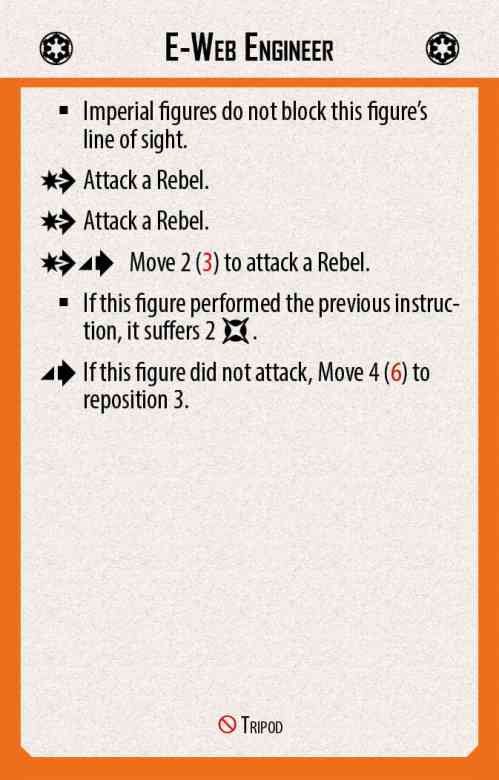 E-Web Engineer
▪ Imperial figures do not block this figure's
line of sight.
Attack a Rebel.
Attack a Rebel.
Move 2 (3) to attack a Rebel.
▪ If this figure performed the previous instruc-
tion, it suffers 2 .
If this figure did not attack, Move 4 (6) to
reposition 3.
Tripod